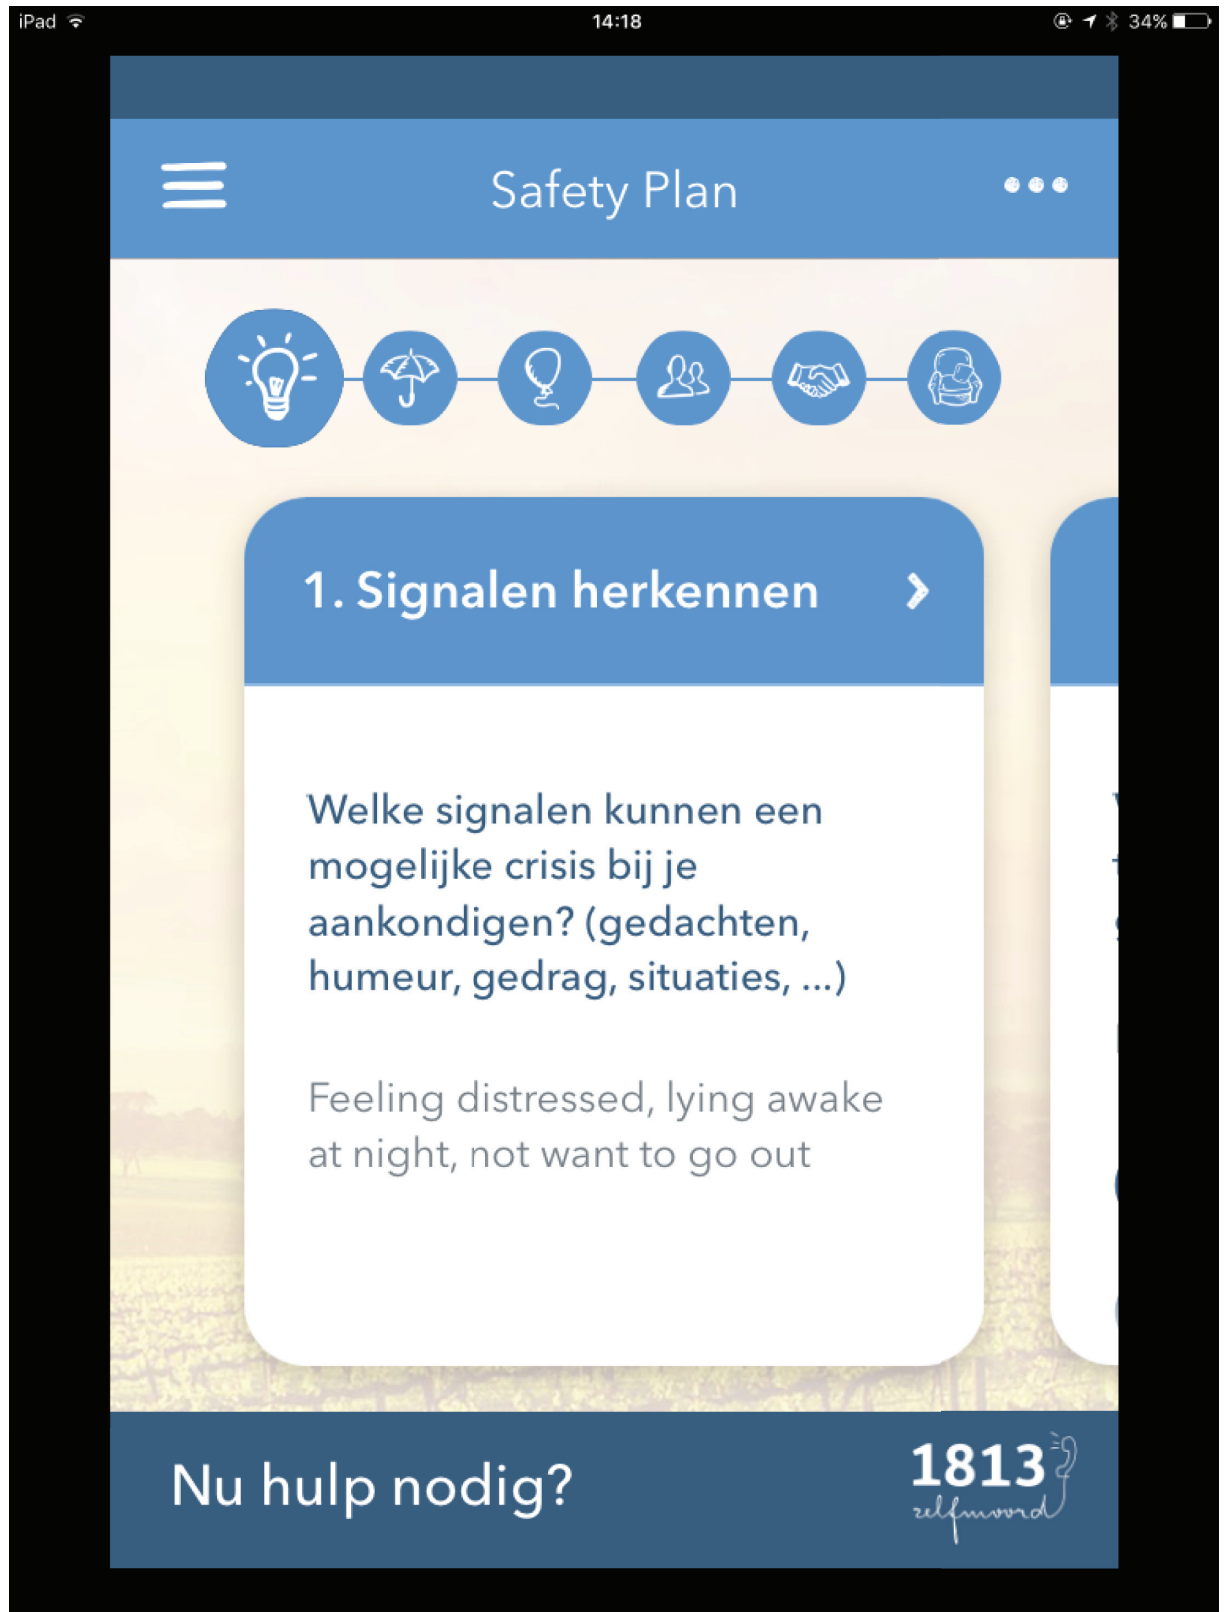 iPad
14:18
34%
Safety Plan
1. Signalen herkennen
Welke signalen kunnen een
mogelijke crisis bij je
aankondigen? (gedachten,
humeur, gedrag, situaties, ...)
Feeling distressed, lying awake
at night, not want to go out
Nu hulp nodig?
1813
zelfmoord